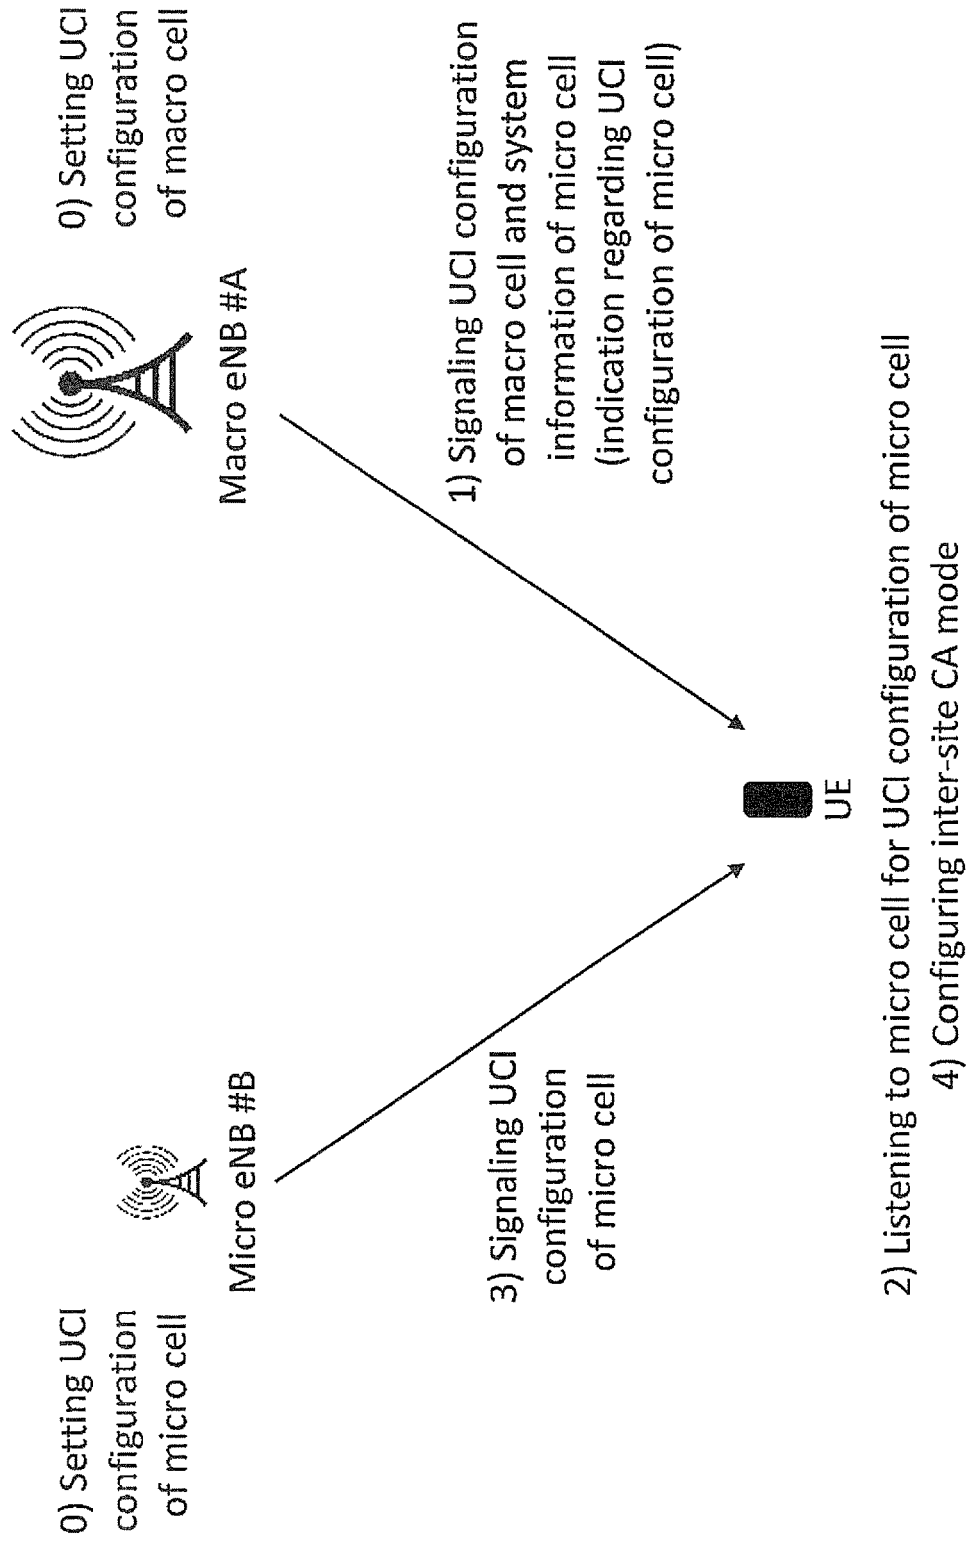 0) Setting UCI
configuration
of micro cell
Micro eNB #B
0) Setting UCI
configuration
of macro cell
Macro eNB #A
3) Signaling UCI
configuration
of micro cell
1) Signaling UCI configuration
of macro cell and system
information of micro cell
(indication regarding UCI
configuration of micro cell)
UE
2) Listening to micro cell for UCI configuration of micro cell
4) Configuring inter-site CA mode